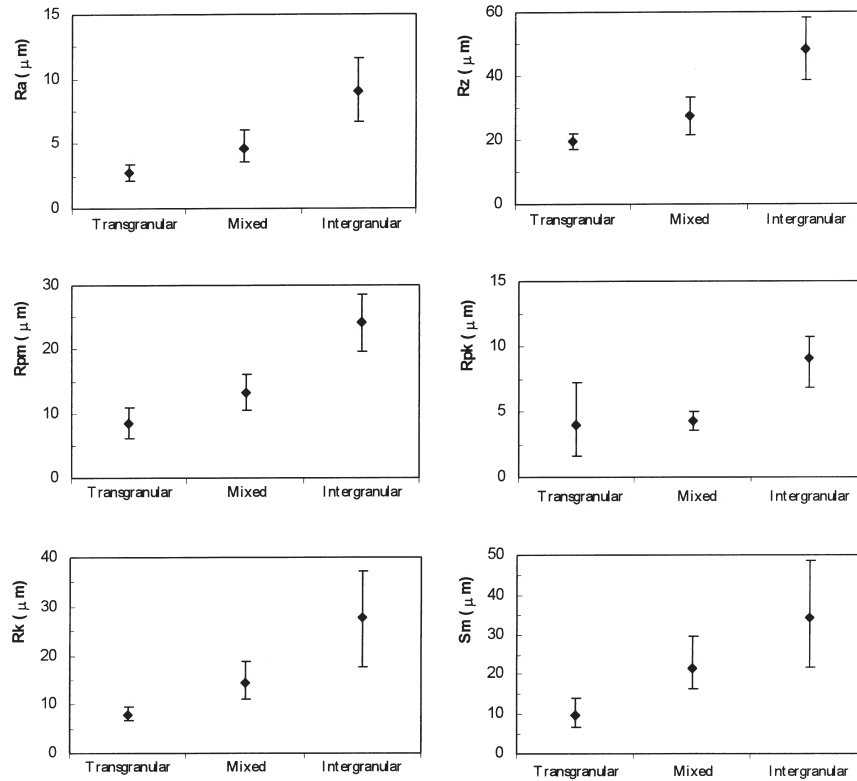 Ra ( μ m)
15
10
5
0
Transgranular Mixed Intergranular
Rz ( μ m)
60
40
20
0
Transgranular Mixed Intergranular
Rpm ( μ m)
30
20
10
0
Transgranular Mixed Intergranular
Rpk ( μ m)
15
10
5
0
Transgranular Mixed Intergranular
Rk ( μ m)
40
30
20
10
0
Transgranular Mixed Intergranular
Sm ( μ m)
50
40
30
20
10
0
Transgranular Mixed Intergranular